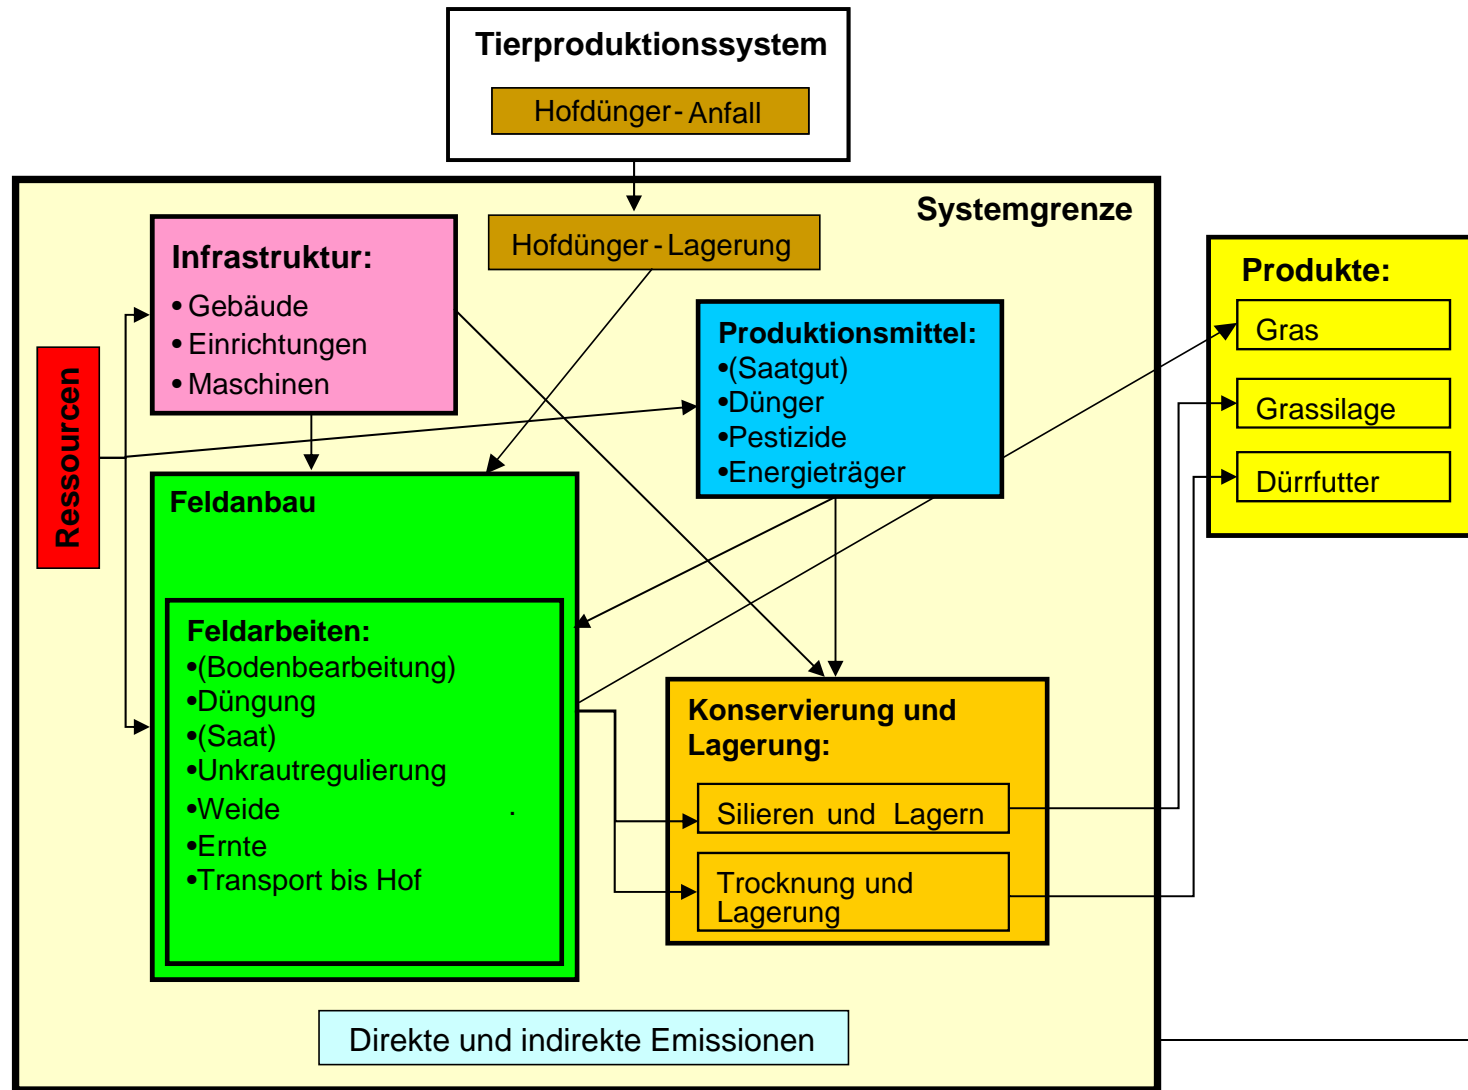 Tierproduktionssystem
Hofdünger-Anfall
Systemgrenze
Hofdünger-Lagerung
Infrastruktur:
• Gebäude
• Einrichtungen
• Maschinen
Ressourcen
Produktionsmittel:
•(Saatgut)
•Dünger
•Pestizide
•Energieträger
Produkte:
Gras
Grassilage
Dürrfutter
Feldanbau
Feldarbeiten:
•(Bodenbearbeitung)
•Düngung
•(Saat)
•Unkrautregulierung
•Weide
•Ernte
•Transport bis Hof
Konservierung und
Lagerung:
Silieren und Lagern
Trocknung und
Lagerung
Direkte und indirekte Emissionen